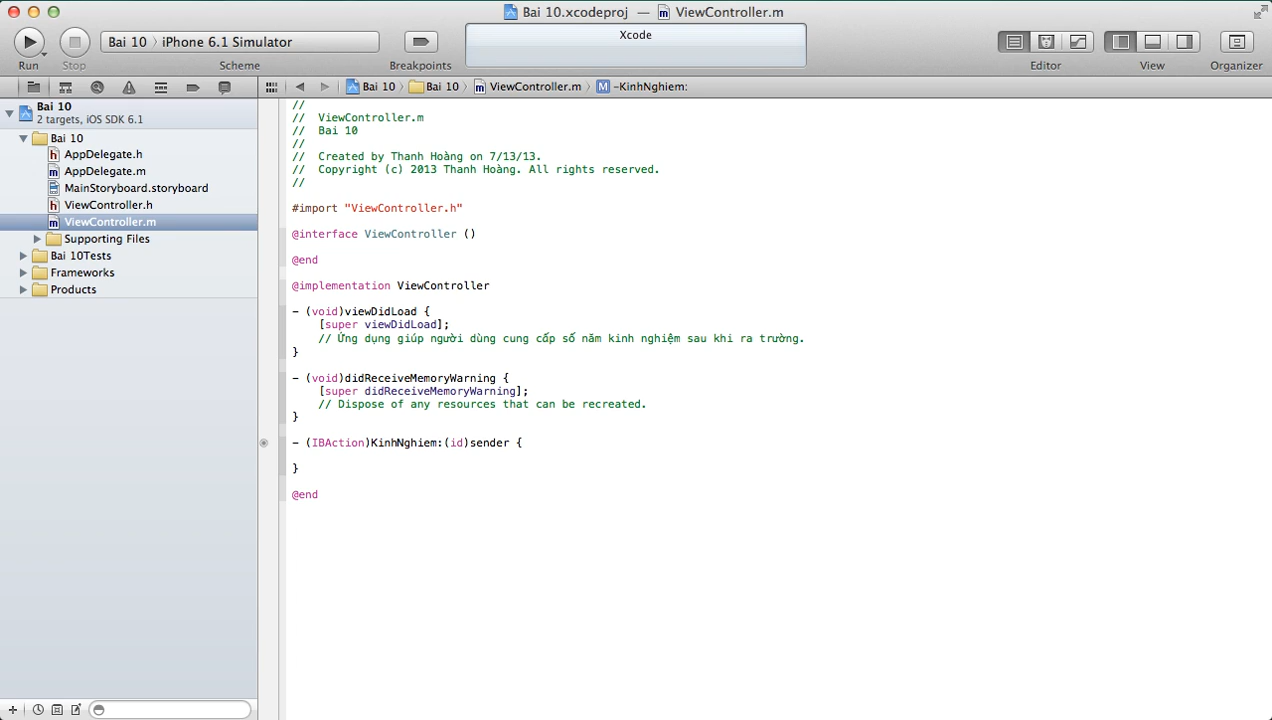 Bai 10.xcodeproj — ViewController.m
Run
Stop
Bai 10 〉 iPhone 6.1 Simulator
Scheme
Breakpoints
Xcode
Editor
View
Organizer
Bai 10 〉 Bai 10 〉 ViewController.m 〉 M -KinhNghiem:
Bai 10
2 targets, iOS SDK 6.1
Bai 10
h AppDelegate.h
m AppDelegate.m
MainStoryboard.storyboard
h ViewController.h
m ViewController.m
Supporting Files
Bai 10Tests
Frameworks
Products
//
//  ViewController.m
//  Bai 10
//
//  Created by Thanh Hoàng on 7/13/13.
//  Copyright (c) 2013 Thanh Hoàng. All rights reserved.
//
#import "ViewController.h"
@interface ViewController ()
@end
@implementation ViewController
- (void)viewDidLoad {
[super viewDidLoad];
// Ứng dụng giúp người dùng cung cấp số năm kinh nghiệm sau khi ra trường.
}
- (void)didReceiveMemoryWarning {
[super didReceiveMemoryWarning];
// Dispose of any resources that can be recreated.
}
- (IBAction)KinhNghiem:(id)sender {
}
@end